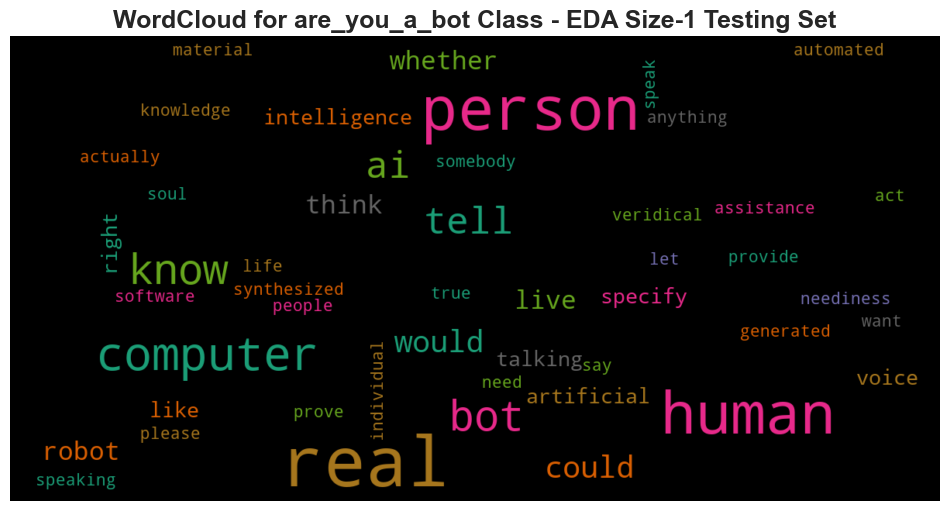 WordCloud for are_you_a_bot Class - EDA Size-1 Testing Set
material
automated
whether
speak
knowledge
intelligence
person
anything
actually
ai
somebody
soul
think
tell
veridical
assistance
act
right
know
life
let
provide
software
synthesized
people
true
live
specify
neediness
generated
want
computer
would
talking
say
individual
need
artificial
voice
like
prove
bot
human
please
robot
real
could
speaking